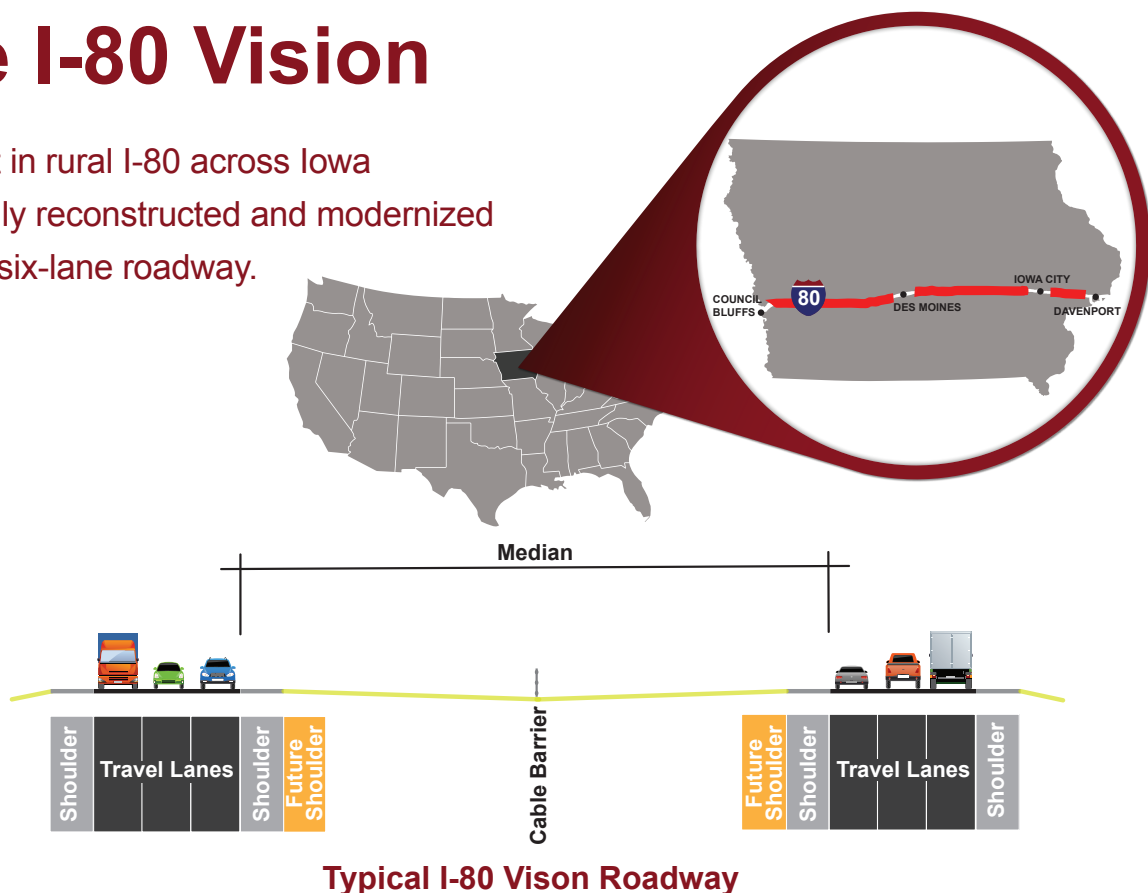 e I-80 Vision
t in rural I-80 across Iowa
ly reconstructed and modernized
six-lane roadway.
COUNCIL
BLUFFS
80
DES MOINES
IOWA CITY
DAVENPORT
Median
Shoulder
Travel Lanes
Shoulder
Future
Shoulder
Cable Barrier
Future
Shoulder
Shoulder
Travel Lanes
Shoulder
Typical I-80 Vison Roadway